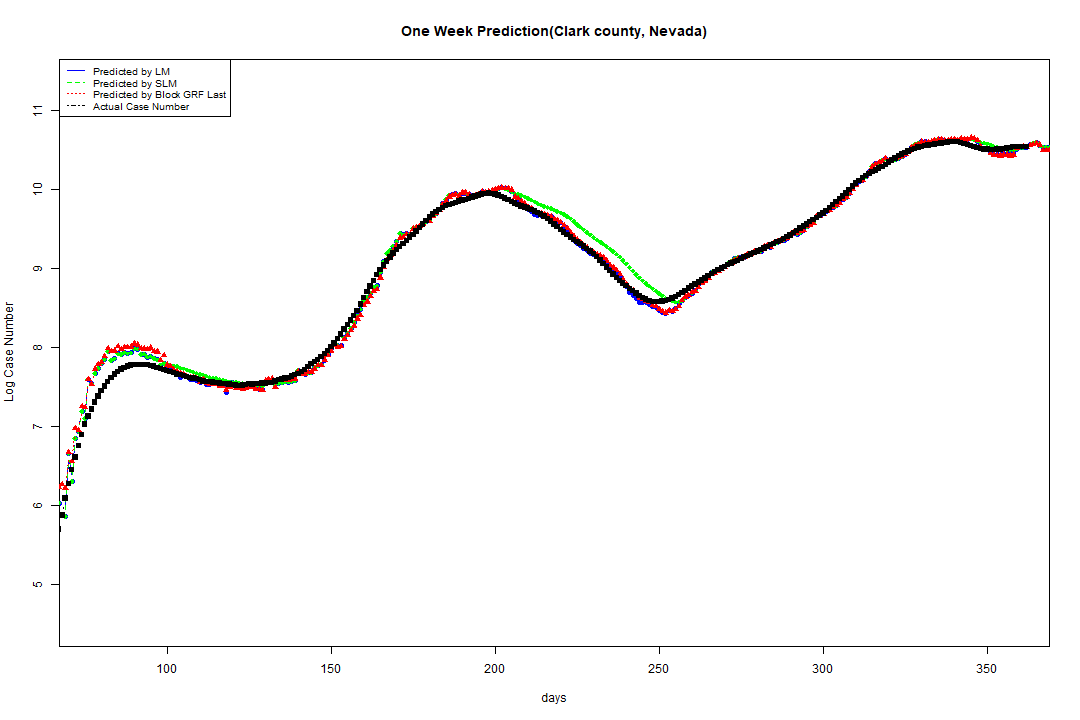 One Week Prediction(Clark county, Nevada)
Predicted by LM
Predicted by SLM
Predicted by Block GRF Last
Actual Case Number
11
10
9
8
7
6
5
Log Case Number
100 150 200 250 300 350
days